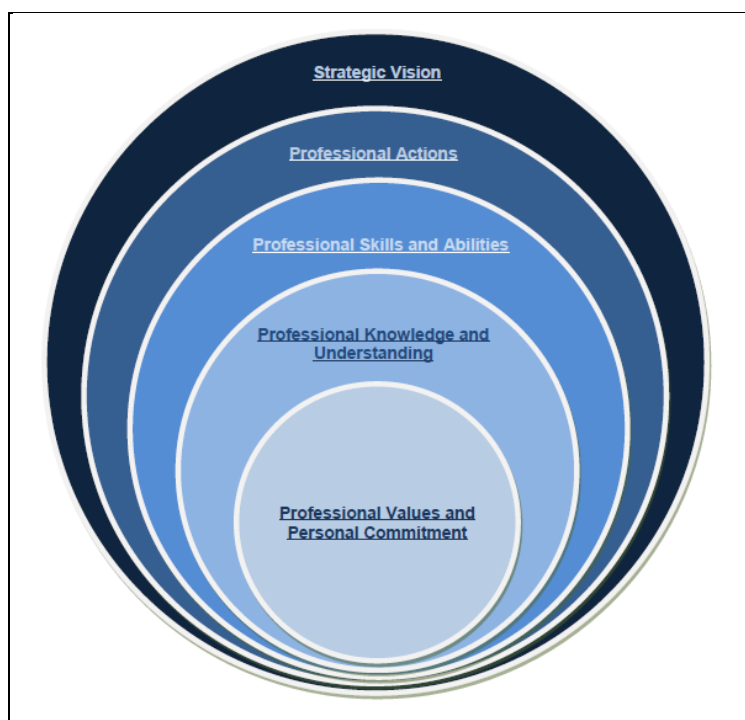 Strategic Vision
Professional Actions
Professional Skills and Abilities
Professional Knowledge and
Understanding
Professional Values and
Personal Commitment